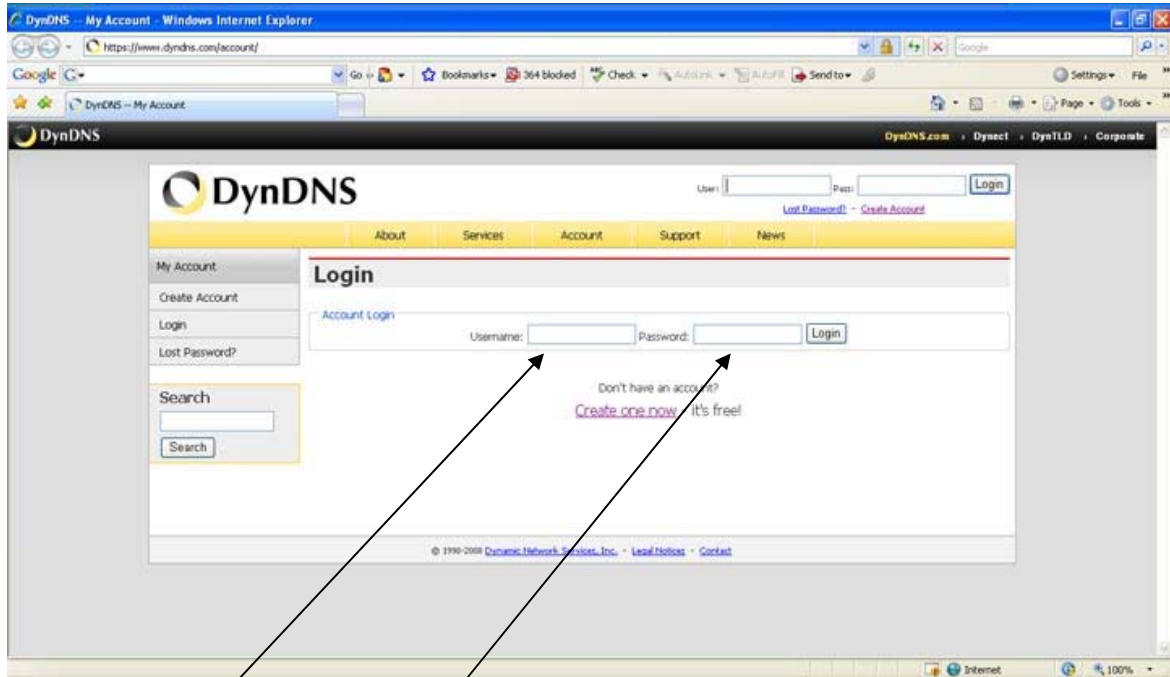 DynDNS -- My Account - Windows Internet Explorer
https://www.dyndns.com/account/ Google
Google G Go Bookmarks 364 blocked Check AutoLink AutoFill Send to Settings File
DynDNS -- My Account Page Tools
DynDNS DynDNS.com Dynect DynTLD Corporate
DynDNS User: Pass: Login
Lost Password? - Create Account
About Services Account Support News
My Account
Create Account
Login
Lost Password?
Search
Search
Login
Account Login
Username: Password: Login
Don't have an account?
Create one now - it's free!
© 1998-2008 Dynamic Network Services, Inc. - Legal Notices - Contact
Internet 100%